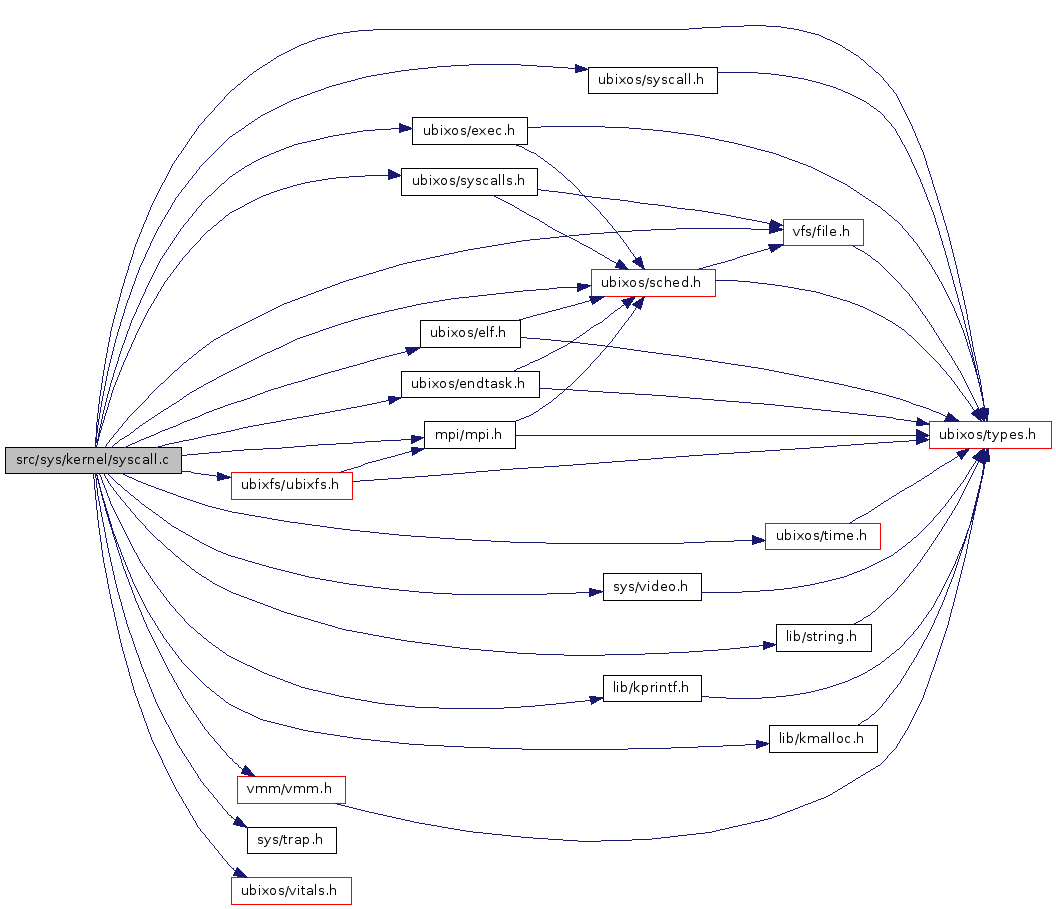 ubixos/syscall.h
ubixos/exec.h
ubixos/syscalls.h
vfs/file.h
ubixos/sched.h
ubixos/elf.h
ubixos/endtask.h
mpi/mpi.h
ubixos/types.h
src/sys/kernel/syscall.c
ubixfs/ubixfs.h
ubixos/time.h
sys/video.h
lib/string.h
lib/kprintf.h
lib/kmalloc.h
vmm/vmm.h
sys/trap.h
ubixos/vitals.h